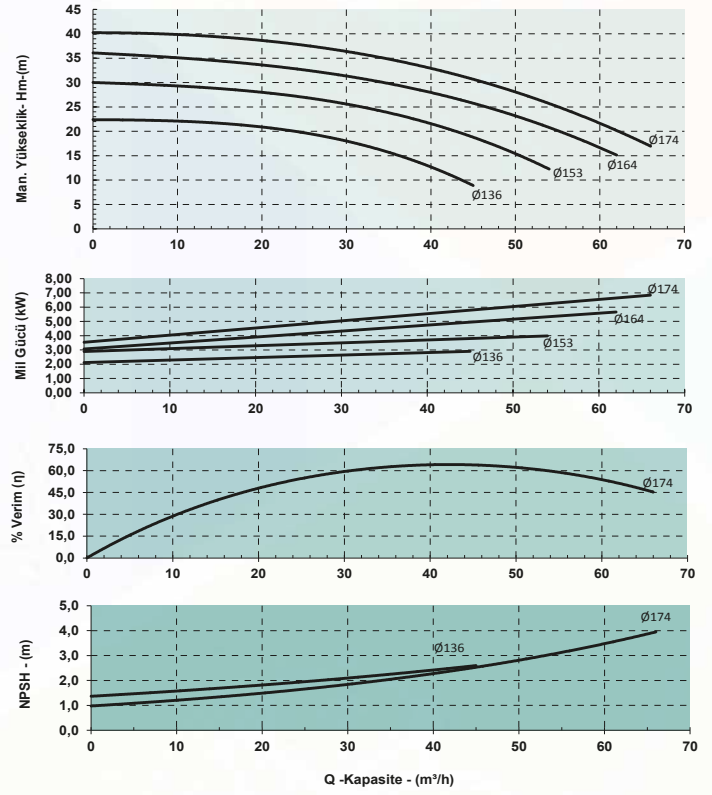 Man. Yükseklik- Hm-(m)
45
40
35
30
25
20
15
10
5
0
Ø174
Ø164
Ø153
Ø136
0 10 20 30 40 50 60 70
Mil Gücü (kW)
8,00
7,00
6,00
5,00
4,00
3,00
2,00
1,00
0,00
Ø174
Ø164
Ø153
Ø136
0 10 20 30 40 50 60 70
% Verim (η)
75,0
60,0
45,0
30,0
15,0
0,0
Ø174
0 10 20 30 40 50 60 70
NPSH - (m)
5,0
4,0
3,0
2,0
1,0
0,0
Ø174
Ø136
0 10 20 30 40 50 60 70
Q -Kapasite - (m³/h)